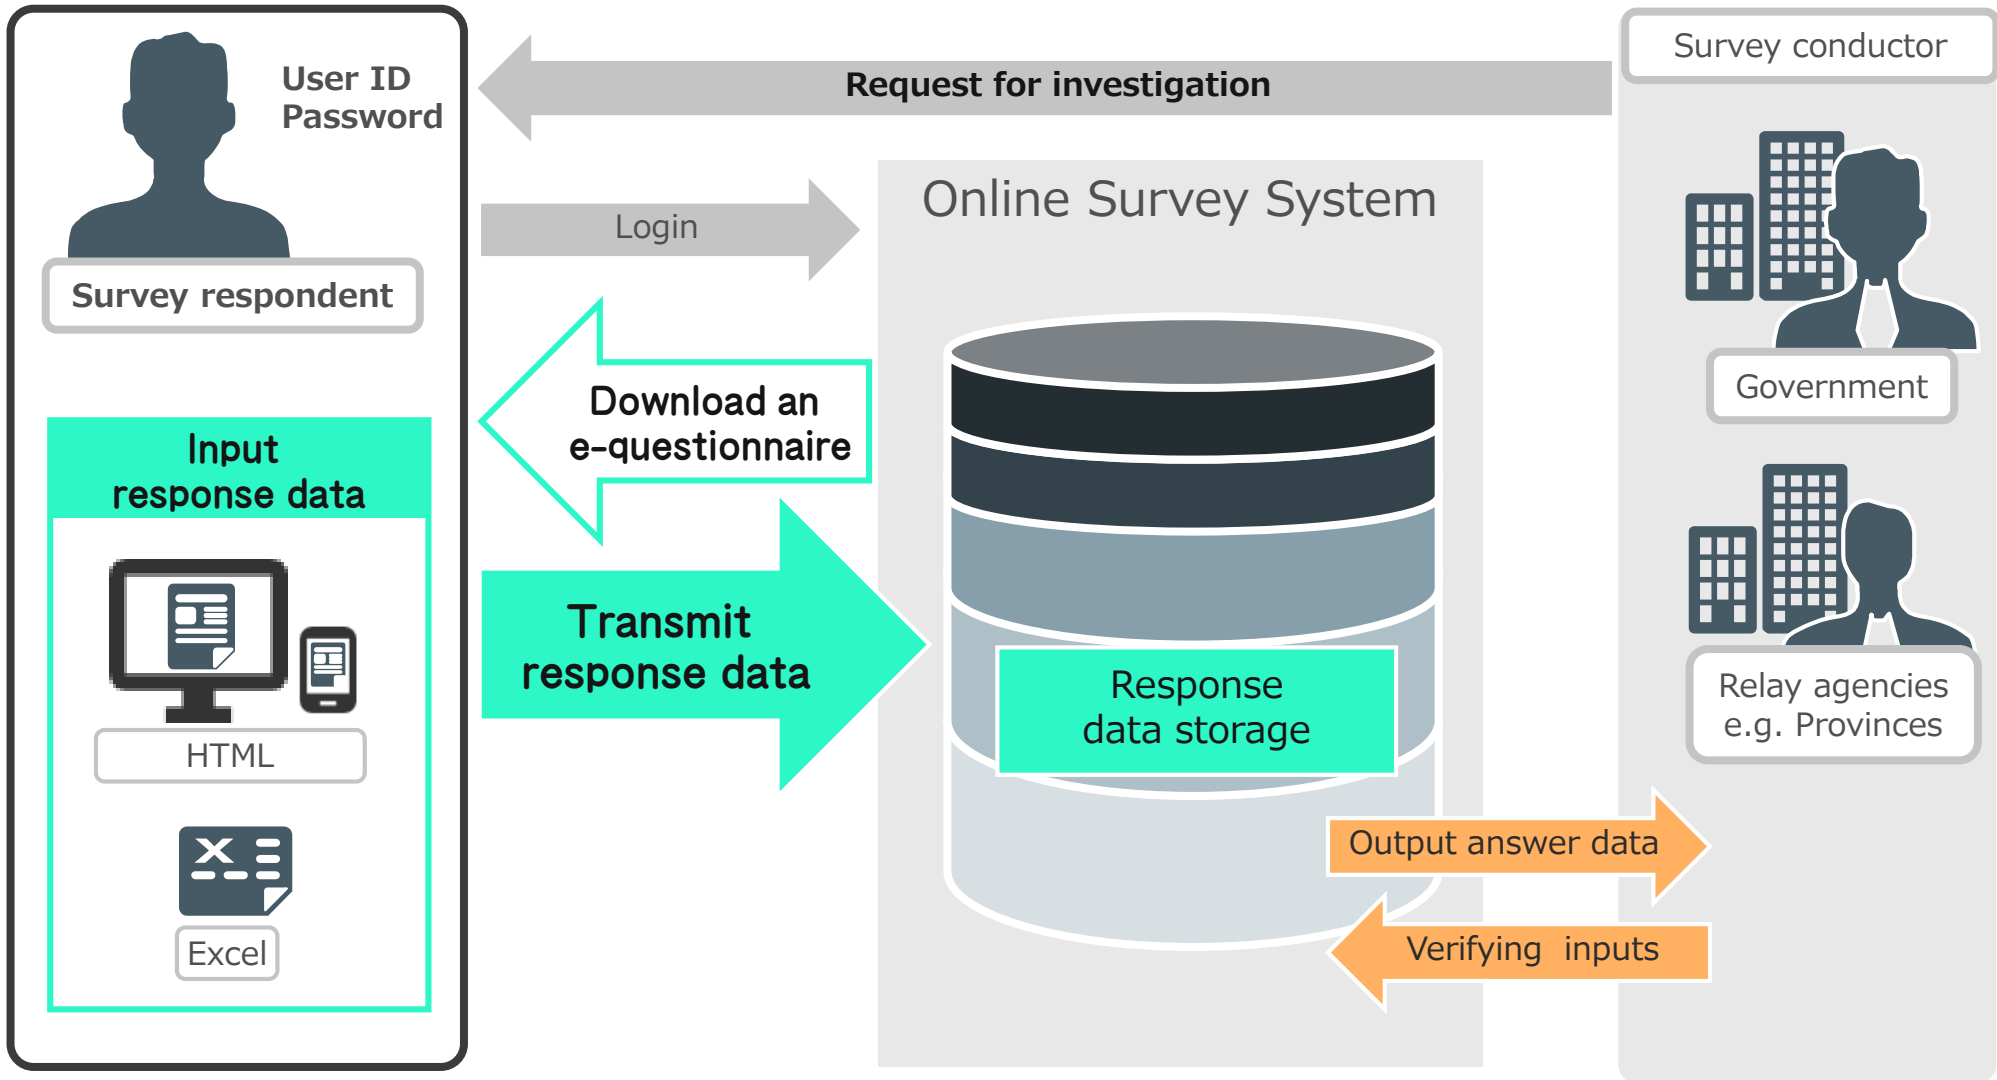 User ID
Password
Survey respondent
Input
response data
HTML
Excel
Request for investigation
Login
Download an
e-questionnaire
Transmit
response data
Online Survey System
Response
data storage
Output answer data
Verifying inputs
Survey conductor
Government
Relay agencies
e.g. Provinces